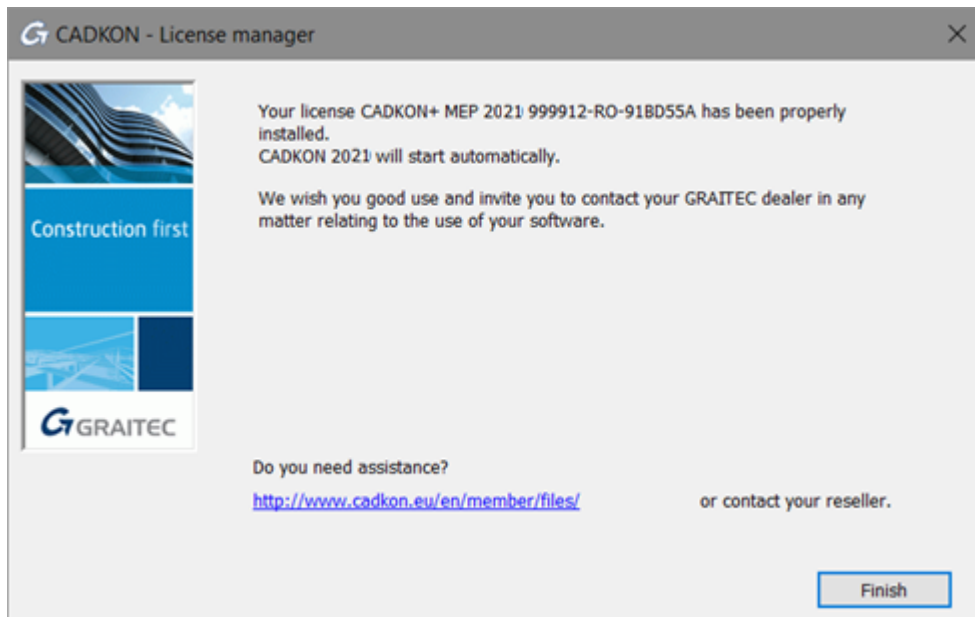 CADKON - License manager
Your license CADKON+ MEP 2021 999912-RO-91BD55A has been properly
installed.
CADKON 2021 will start automatically.
We wish you good use and invite you to contact your GRAITEC dealer in any
matter relating to the use of your software.
Construction first
GRAITEC
Do you need assistance?
http://www.cadkon.eu/en/member/files/ or contact your reseller.
Finish